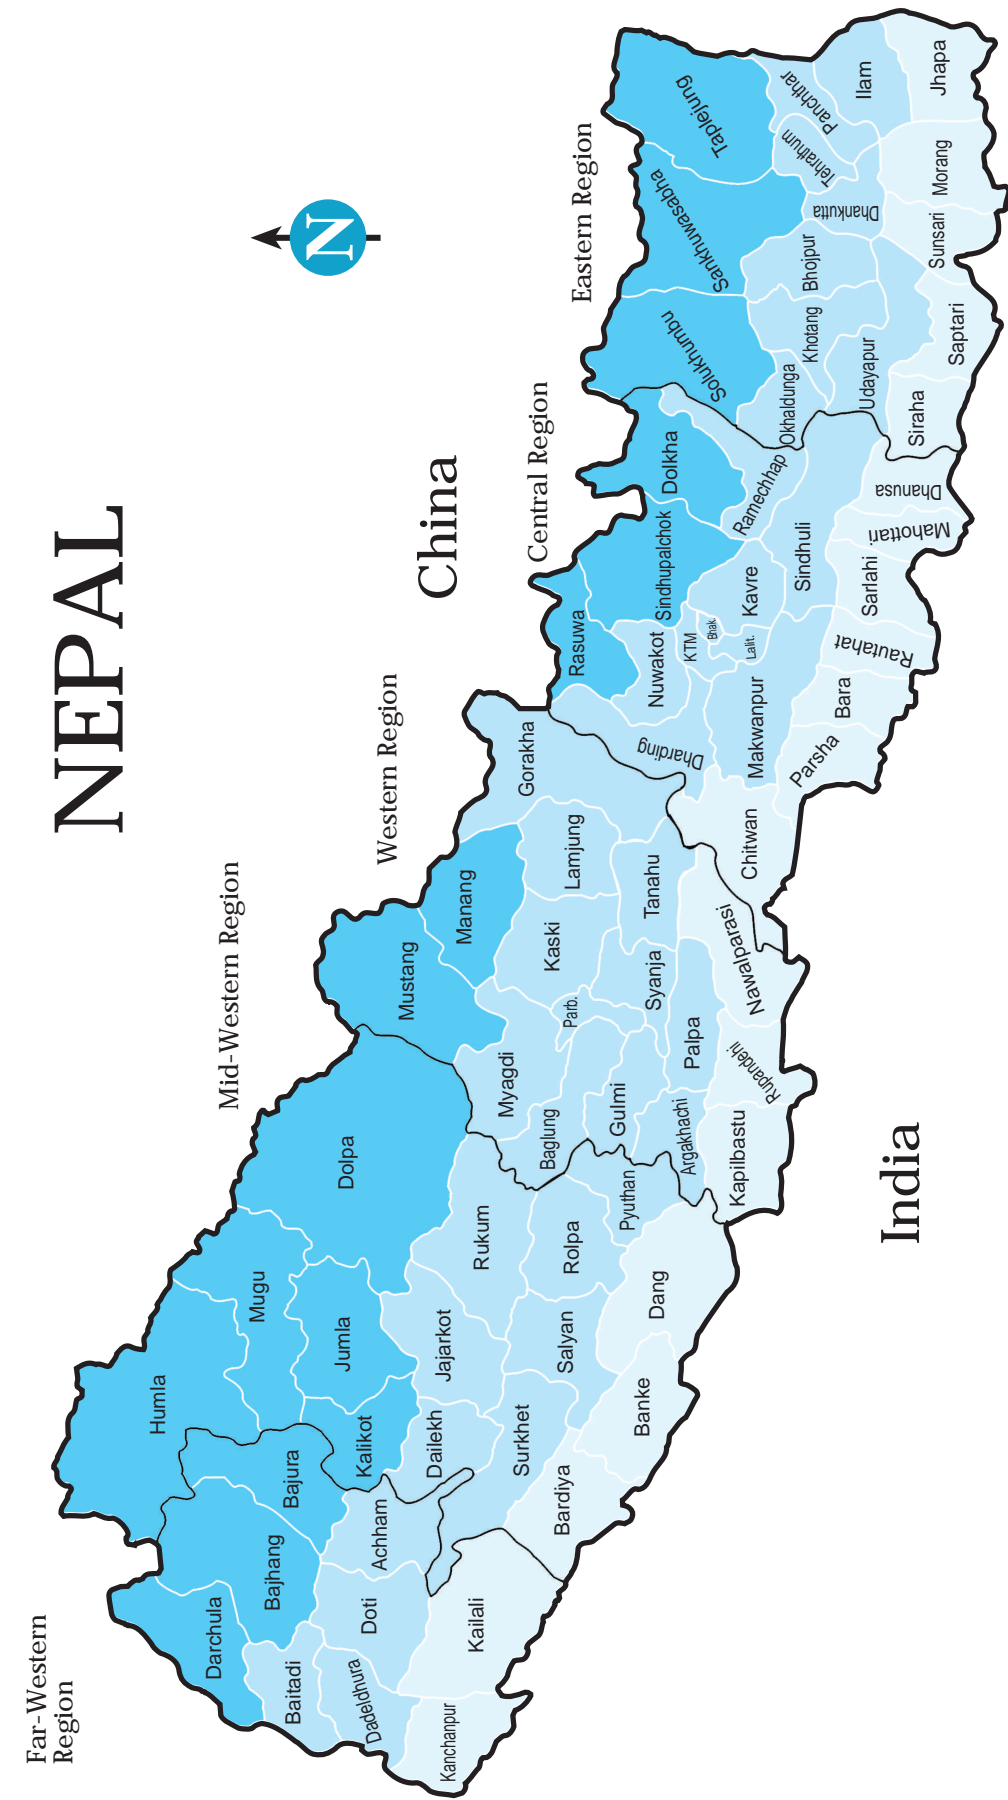 NEPAL
Far-Western
Region
Mid-Western Region
Western Region
Central Region
Eastern Region
China
India
N
Darchula
Bajhang
Bajura
Humla
Mugu
Jumla
Kalikot
Dolpa
Baitadi
Dadeldhura
Doti
Achham
Kanchanpur
Kailali
Dailekh
Jajarkot
Rukum
Surkhet
Salyan
Rolpa
Pyuthan
Bardiya
Banke
Dang
Mustang
Manang
Gorakha
Myagdi
Kaski
Lamjung
Baglung
Parb.
Gulmi
Syanja
Tanahu
Argakhachi
Palpa
Kapilbastu
Rupandehi
Nawalparasi
Rasuwa
Sindhupalchok
Dolkha
Dharding
Nuwakot
KTM
Bhak.
Lalit.
Kavre
Ramechhap
Makwanpur
Sindhuli
Chitwan
Parsha
Bara
Rautahat
Sarlahi
Mahottari
Dhanusa
Solukhumbu
Sankhuwasabha
Taplejung
Okhaldunga
Khotang
Bhojpur
Dhankutta
Tehrathum
Panchthar
Ilam
Udayapur
Siraha
Saptari
Sunsari
Morang
Jhapa